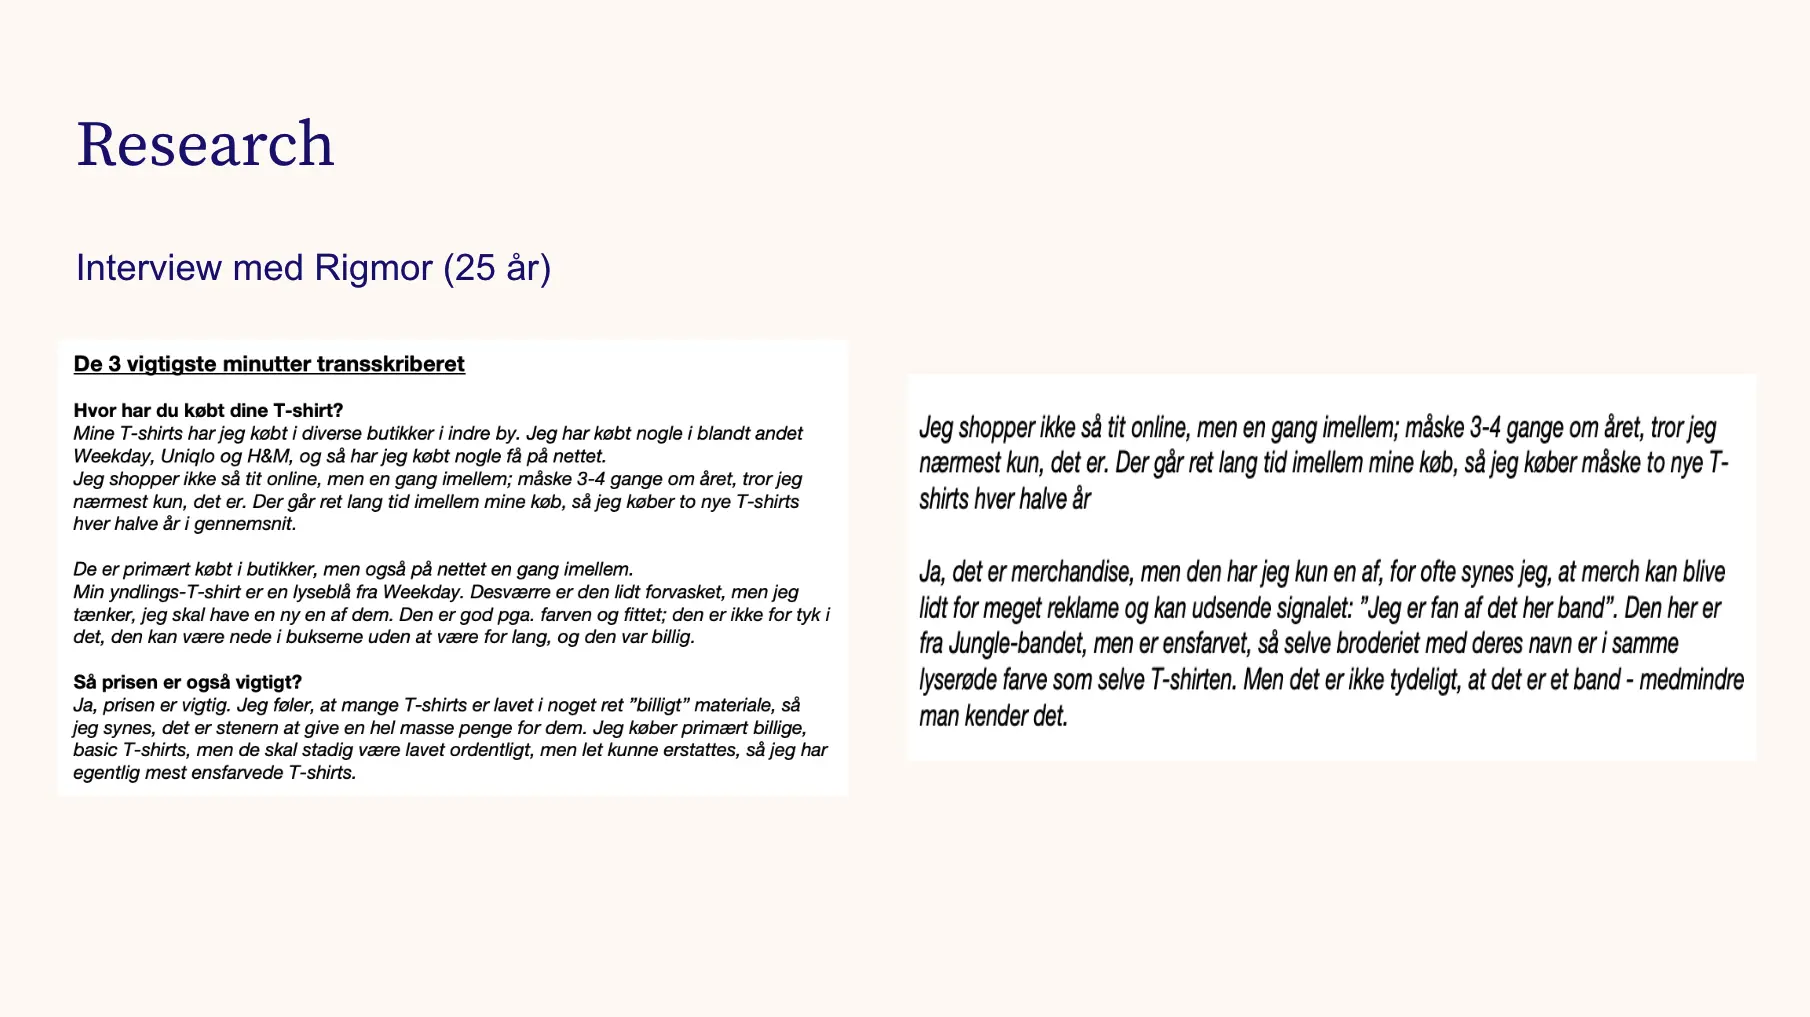 Research
Interview med Rigmor (25 år)
De 3 vigtigste minutter transskriberet
Hvor har du købt dine T-shirt?
Mine T-shirts har jeg købt i diverse butikker i indre by. Jeg har købt nogle i blandt andet
Weekday, Uniqlo og H&M, og så har jeg købt nogle få på nettet.
Jeg shopper ikke så tit online, men en gang imellem; måske 3-4 gange om året, tror jeg
nærmest kun, det er. Der går ret lang tid imellem mine køb, så jeg køber to nye T-shirts
hver halve år i gennemsnit.
De er primært købt i butikker, men også på nettet en gang imellem.
Min yndlings-T-shirt er en lyseblå fra Weekday. Desværre er den lidt forvasket, men jeg
tænker, jeg skal have en ny en af dem. Den er god pga. farven og fittet; den er ikke for tyk i
det, den kan være nede i bukserne uden at være for lang, og den var billig.
Så prisen er også vigtigt?
Ja, prisen er vigtig. Jeg føler, at mange T-shirts er lavet i noget ret ”billigt” materiale, så
jeg synes, det er stenern at give en hel masse penge for dem. Jeg køber primært billige,
basic T-shirts, men de skal stadig være lavet ordentligt, men let kunne erstattes, så jeg har
egentlig mest ensfarvede T-shirts.
Jeg shopper ikke så tit online, men en gang imellem; måske 3-4 gange om året, tror jeg
nærmest kun, det er. Der går ret lang tid imellem mine køb, så jeg køber måske to nye T-
shirts hver halve år
Ja, det er merchandise, men den har jeg kun en af, for ofte synes jeg, at merch kan blive
lidt for meget reklame og kan udsende signalet: ”Jeg er fan af det her band”. Den her er
fra Jungle-bandet, men er ensfarvet, så selve broderiet med deres navn er i samme
lyserøde farve som selve T-shirten. Men det er ikke tydeligt, at det er et band - medmindre
man kender det.